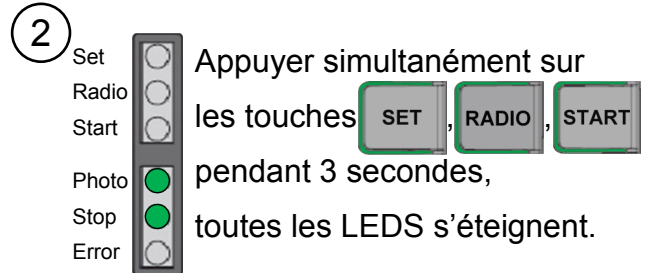 2
Set
Radio
Start
Photo
Stop
Error
Appuyer simultanément sur
les touches SET , RADIO , START
pendant 3 secondes,
toutes les LEDS s’éteignent.